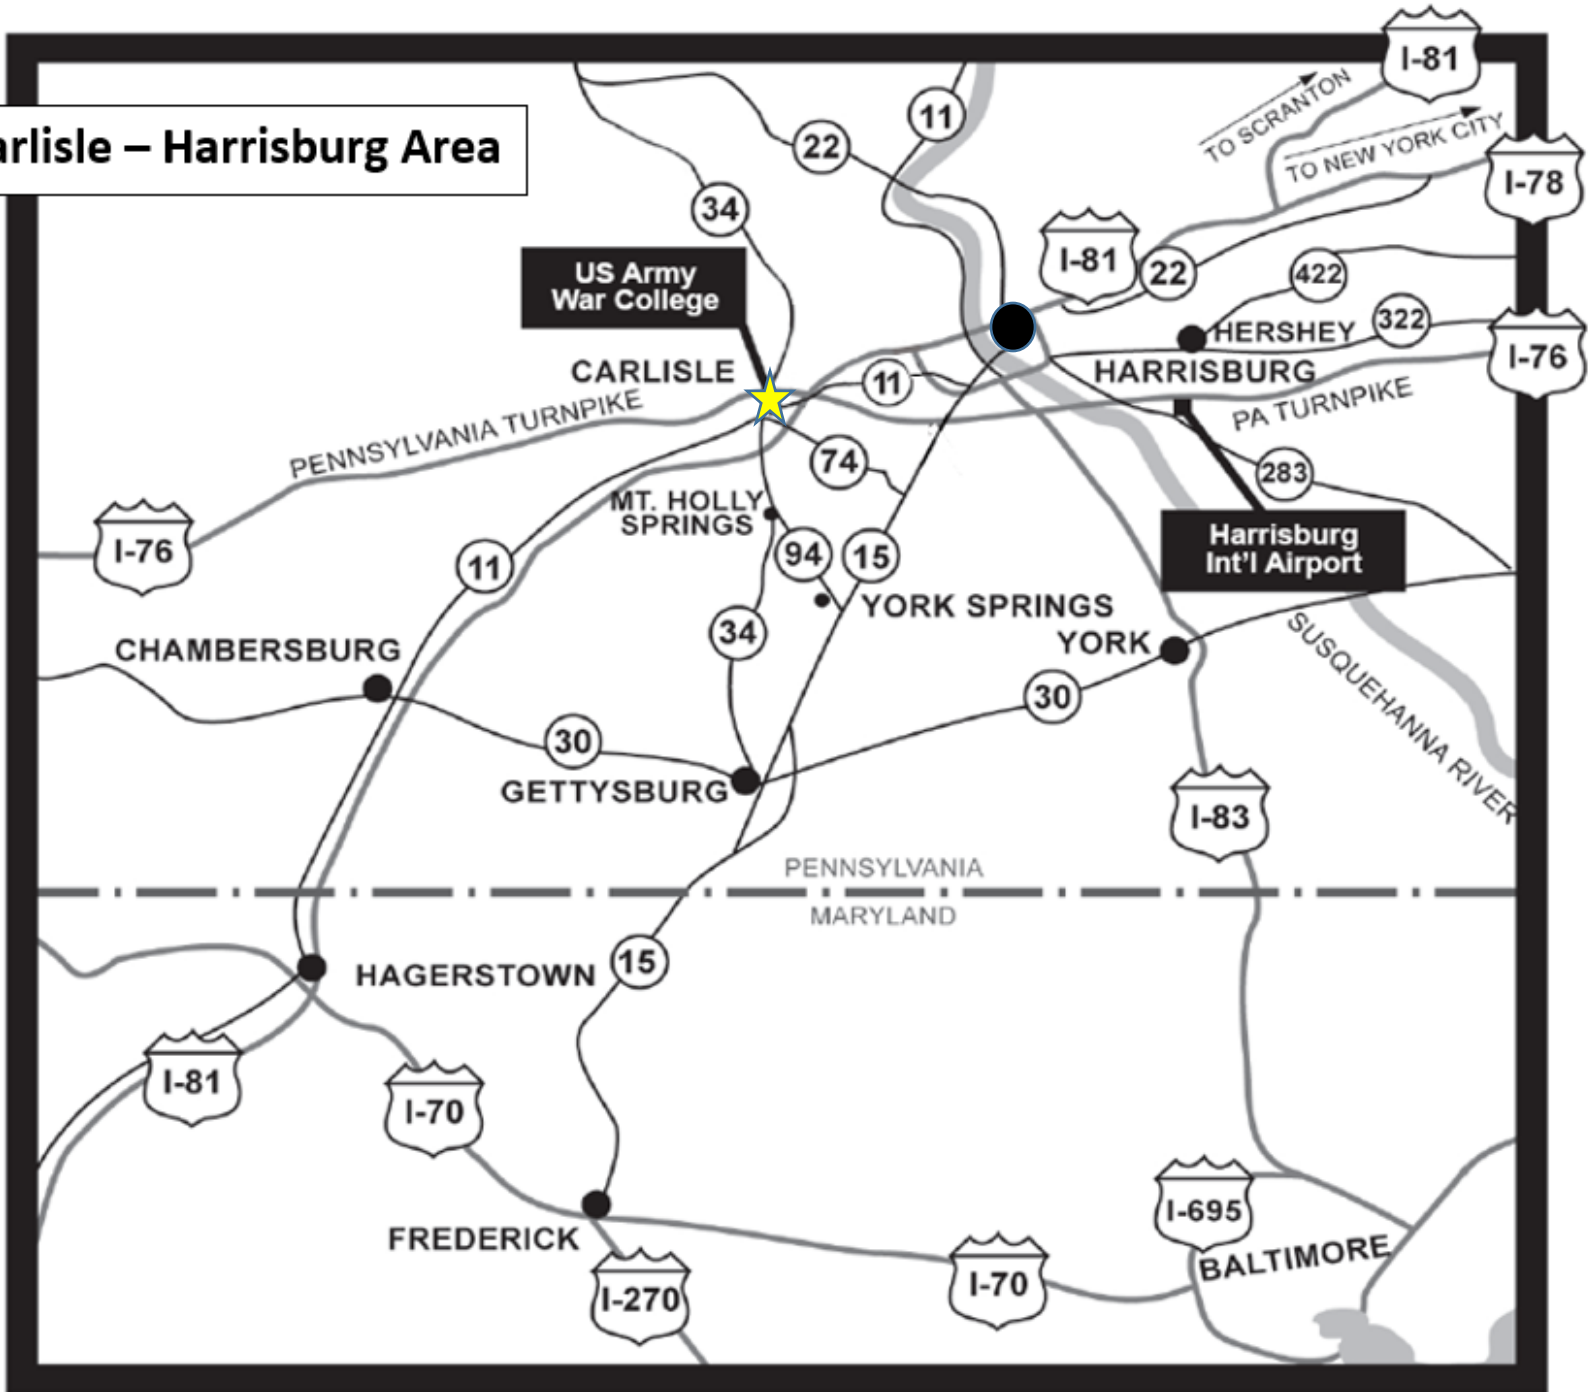 arlisle – Harrisburg Area
I-81
TO SCRANTON
TO NEW YORK CITY
I-78
11
22
34
I-81
22
422
US Army
War College
322
HERSHEY
I-76
CARLISLE
11
HARRISBURG
PENNSYLVANIA TURNPIKE
PA TURNPIKE
74
283
MT. HOLLY
SPRINGS
I-76
94
15
Harrisburg
Int'l Airport
11
YORK SPRINGS
34
YORK
SUSQUEHANNA RIVER
CHAMBERSBURG
30
30
GETTYSBURG
I-83
PENNSYLVANIA
MARYLAND
HAGERSTOWN
15
I-81
I-70
I-695
FREDERICK
BALTIMORE
I-270
I-70